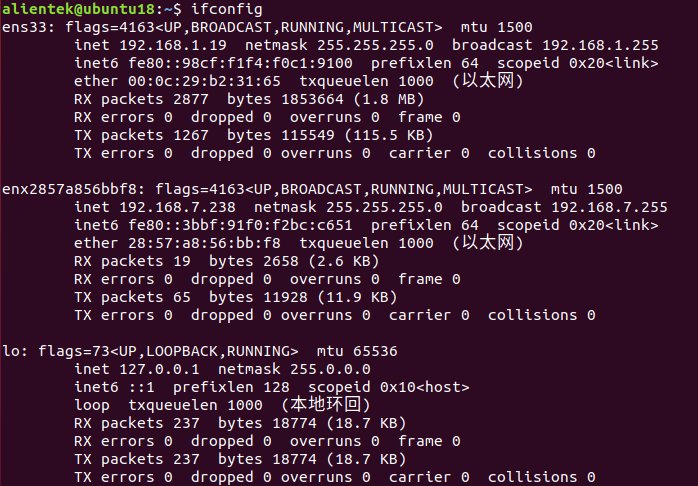 alientek@ubuntu18:~$ ifconfig
ens33: flags=4163<UP,BROADCAST,RUNNING,MULTICAST>  mtu 1500
        inet 192.168.1.19  netmask 255.255.255.0  broadcast 192.168.1.255
        inet6 fe80::98cf:f1f4:f0c1:9100  prefixlen 64  scopeid 0x20<link>
        ether 00:0c:29:b2:31:65  txqueuelen 1000  (以太网)
        RX packets 2877  bytes 1853664 (1.8 MB)
        RX errors 0  dropped 0  overruns 0  frame 0
        TX packets 1267  bytes 115549 (115.5 KB)
        TX errors 0  dropped 0 overruns 0  carrier 0  collisions 0

enx2857a856bbf8: flags=4163<UP,BROADCAST,RUNNING,MULTICAST>  mtu 1500
        inet 192.168.7.238  netmask 255.255.255.0  broadcast 192.168.7.255
        inet6 fe80::3bbf:91f0:f2bc:c651  prefixlen 64  scopeid 0x20<link>
        ether 28:57:a8:56:bb:f8  txqueuelen 1000  (以太网)
        RX packets 19  bytes 2658 (2.6 KB)
        RX errors 0  dropped 0  overruns 0  frame 0
        TX packets 65  bytes 11928 (11.9 KB)
        TX errors 0  dropped 0 overruns 0  carrier 0  collisions 0

lo: flags=73<UP,LOOPBACK,RUNNING>  mtu 65536
        inet 127.0.0.1  netmask 255.0.0.0
        inet6 ::1  prefixlen 128  scopeid 0x10<host>
        loop  txqueuelen 1000  (本地环回)
        RX packets 237  bytes 18774 (18.7 KB)
        RX errors 0  dropped 0  overruns 0  frame 0
        TX packets 237  bytes 18774 (18.7 KB)
        TX errors 0  dropped 0 overruns 0  carrier 0  collisions 0